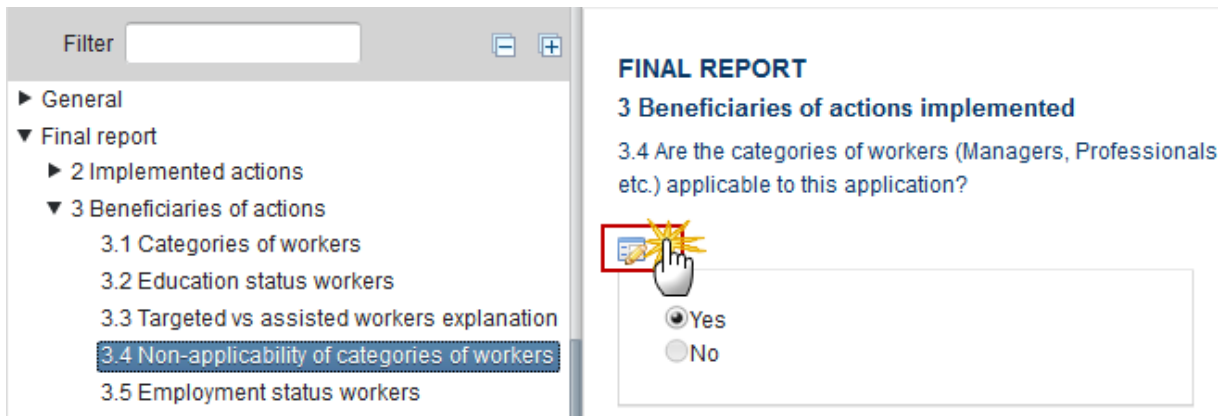 Filter
General
Final report
2 Implemented actions
3 Beneficiaries of actions
3.1 Categories of workers
3.2 Education status workers
3.3 Targeted vs assisted workers explanation
3.4 Non-applicability of categories of workers
3.5 Employment status workers
FINAL REPORT
3 Beneficiaries of actions implemented
3.4 Are the categories of workers (Managers, Professionals
etc.) applicable to this application?
Yes
No